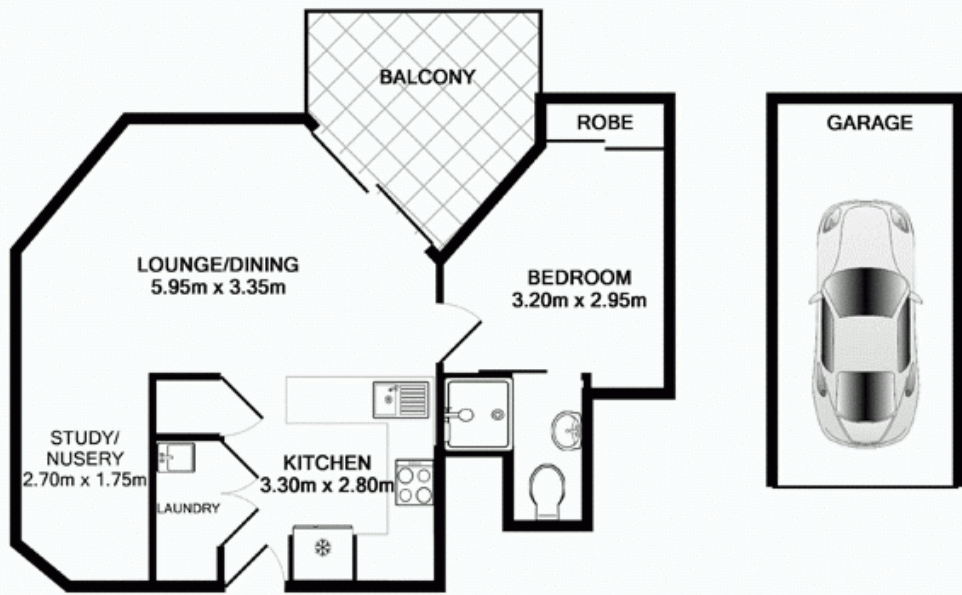 BALCONY
ROBE
GARAGE
LOUNGE/DINING
5.95m x 3.35m
BEDROOM
3.20m x 2.95m
STUDY/
NUSERY
2.70m x 1.75m
KITCHEN
3.30m x 2.80m
LAUNDRY